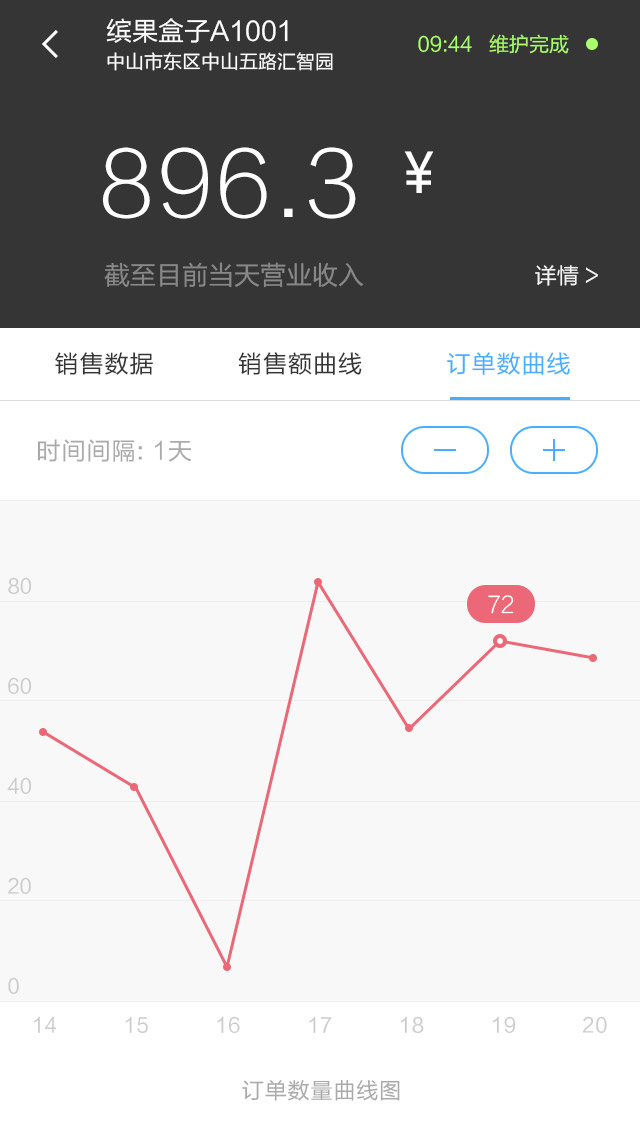 缤果盒子A1001
中山市东区中山五路汇智园
09:44 维护完成
896.3 ¥
截至目前当天营业收入
详情 >
销售数据 销售额曲线 订单数曲线
时间间隔: 1天
80
72
60
40
20
0
14 15 16 17 18 19 20
订单数量曲线图